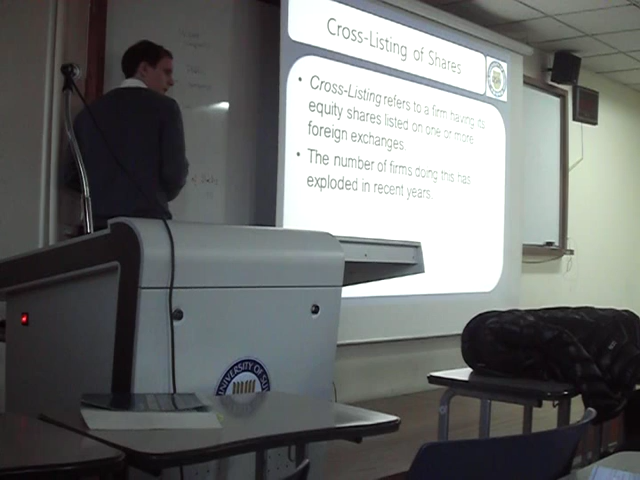 Cross-Listing of Shares
• Cross-Listing refers to a firm having its
equity shares listed on one or more
foreign exchanges.
• The number of firms doing this has
exploded in recent years.
UNIVERSITY OF